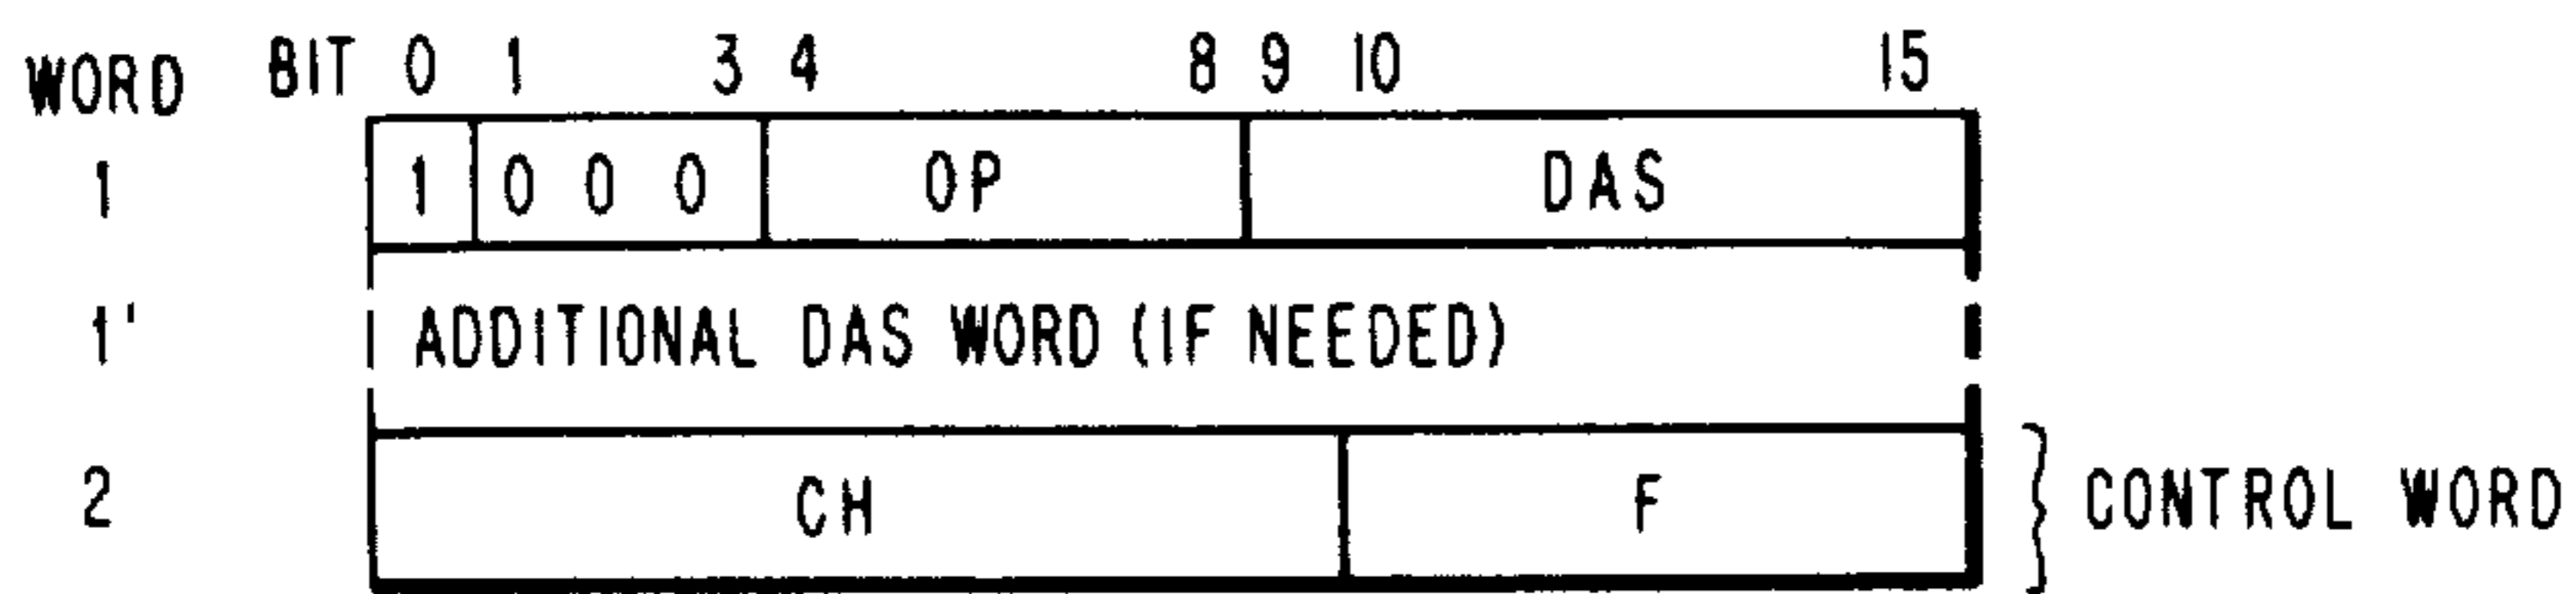 WORD BIT 0 1 3 4 8 9 10 15
1 1 0 0 0 OP DAS
1' ADDITIONAL DAS WORD (IF NEEDED)
2 CH F CONTROL WORD